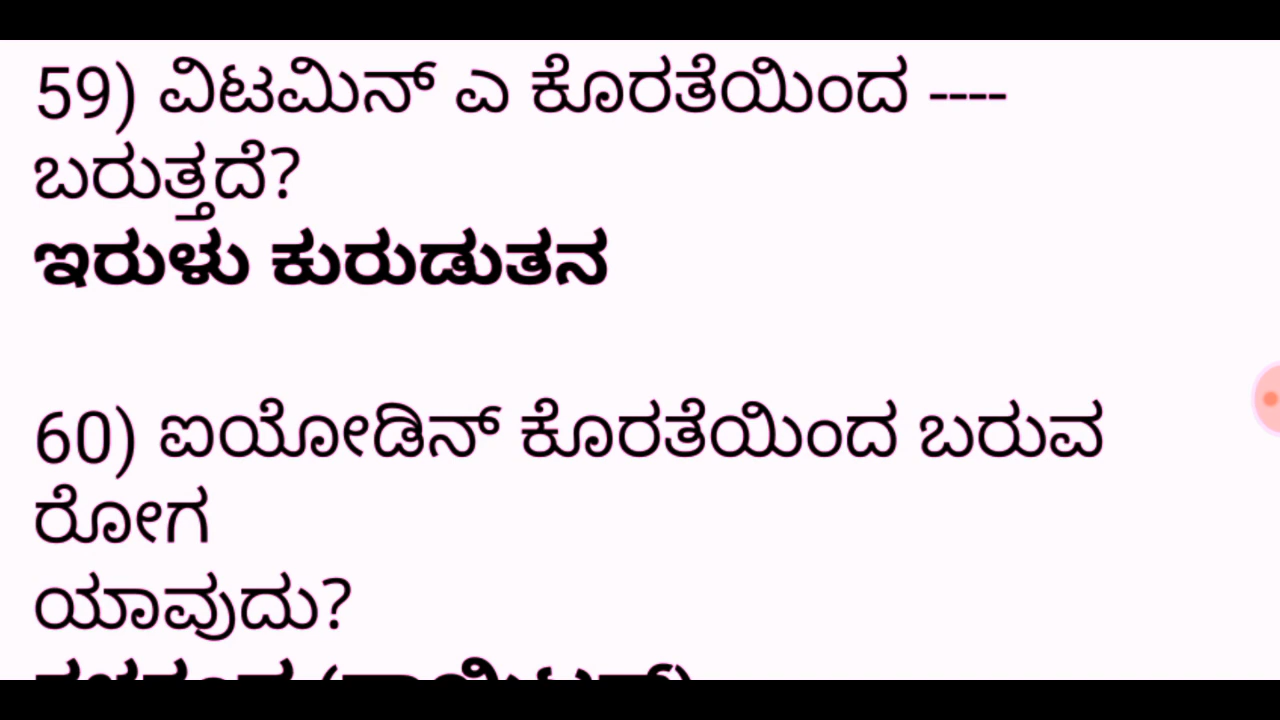 59) ವಿಟಮಿನ್ ಎ ಕೊರತೆಯಿಂದ ----
ಬರುತ್ತದೆ?
ಇರುಳು ಕುರುಡುತನ
60) ಐಯೋಡಿನ್ ಕೊರತೆಯಿಂದ ಬರುವ
ರೋಗ
ಯಾವುದು?